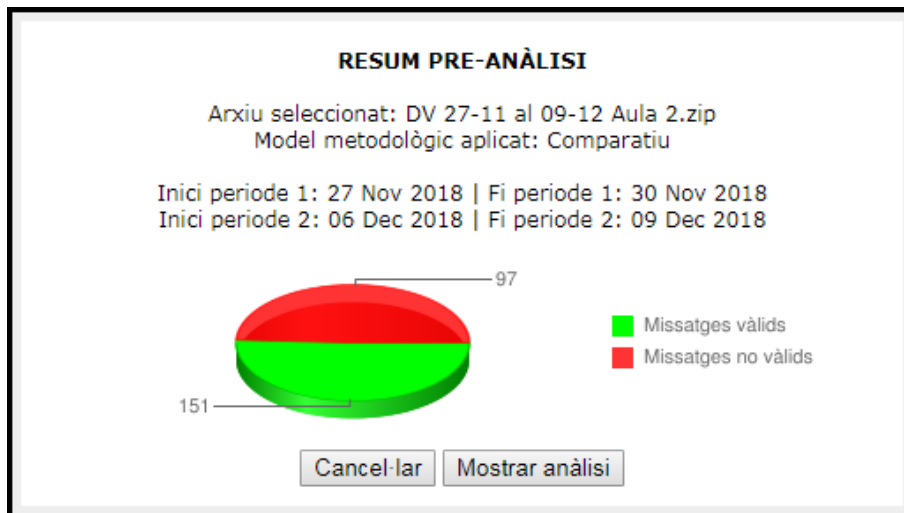 RESUM PRE-ANÀLISI
Arxiu seleccionat: DV 27-11 al 09-12 Aula 2.zip
Model metodològic aplicat: Comparatiu
Inici periode 1: 27 Nov 2018 | Fi periode 1: 30 Nov 2018
Inici periode 2: 06 Dec 2018 | Fi periode 2: 09 Dec 2018
97
Missatges vàlids
Missatges no vàlids
151
Cancel·lar
Mostrar anàlisi